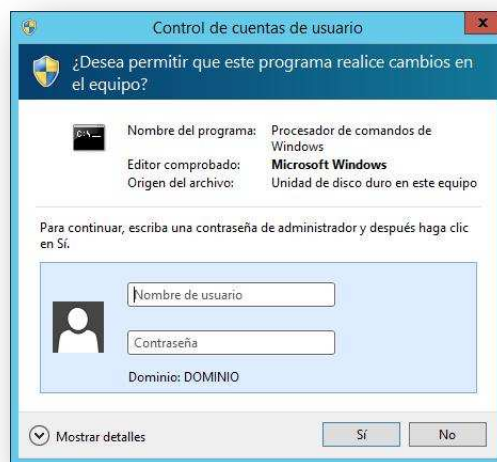 Control de cuentas de usuario
x
¿Desea permitir que este programa realice cambios en
el equipo?
C:\
Nombre del programa: Procesador de comandos de
Windows
Editor comprobado: Microsoft Windows
Origen del archivo: Unidad de disco duro en este equipo
Para continuar, escriba una contraseña de administrador y después haga clic
en Sí.
Nombre de usuario
Contraseña
Dominio: DOMINIO
Mostrar detalles
Sí
No